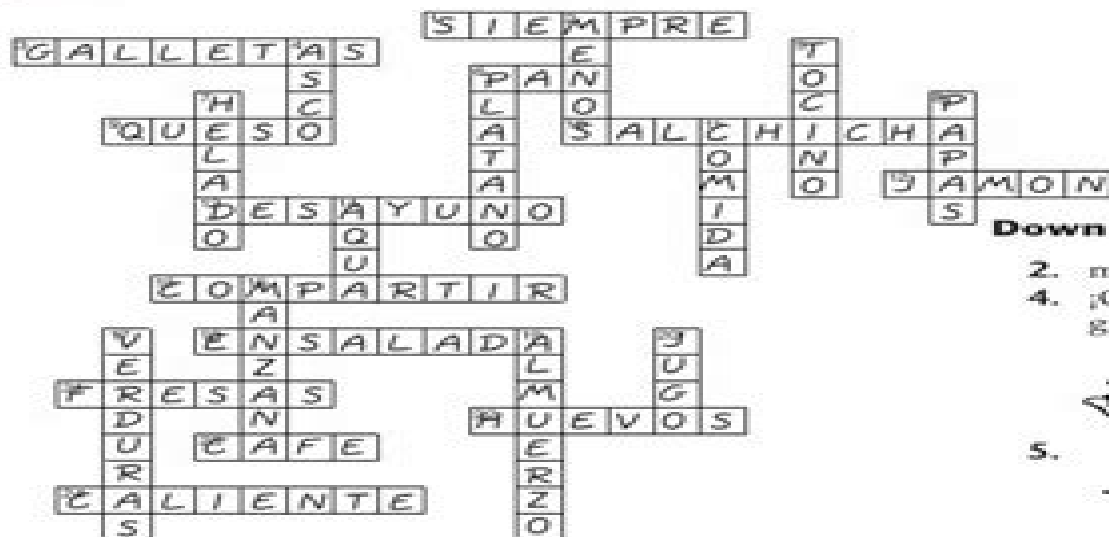 SIEMPRE
GALLETAS
MENOS
TOCINO
ASCO
PAN
PLATANO
HELADO
PAPAS
QUESO
SALCHICHA
COMIDA
JAMON
DESAYUNO
AQUA
COMPARTIR
MANZANA
VERDURAS
ENSALADA
ALMUERZO
JUGO
FRESAS
HUEVOS
CAFE
CALIENTE
Down
2.
4.
5.